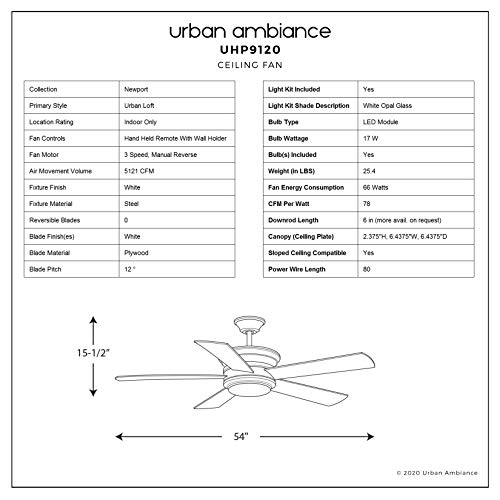 urban ambiance
UHP9120
CEILING FAN
Collection Newport
Primary Style Urban Loft
Location Rating Indoor Only
Fan Controls Hand Held Remote With Wall Holder
Fan Motor 3 Speed, Manual Reverse
Air Movement Volume 5121 CFM
Fixture Finish White
Fixture Material Steel
Reversible Blades 0
Blade Finish(es) White
Blade Material Plywood
Blade Pitch 12 °
Light Kit Included Yes
Light Kit Shade Description White Opal Glass
Bulb Type LED Module
Bulb Wattage 17 W
Bulb(s) Included Yes
Weight (in LBS) 25.4
Fan Energy Consumption 66 Watts
CFM Per Watt 78
Downrod Length 6 in (more avail. on request)
Canopy (Ceiling Plate) 2.375"H, 6.4375"W, 6.4375"D
Sloped Ceiling Compatible Yes
Power Wire Length 80
15-1/2”
54”
© 2020 Urban Ambiance